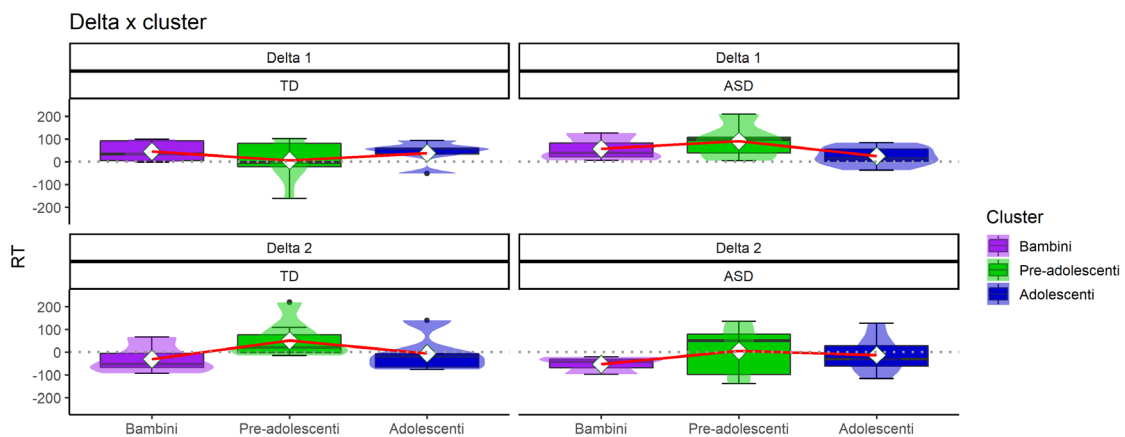 Delta x cluster
Delta 1
Delta 1
TD
ASD
200
100
0
-100
-200
Delta 2
Delta 2
TD
ASD
200
100
0
-100
-200
RT
Bambini
Pre-adolescenti
Adolescenti
Bambini
Pre-adolescenti
Adolescenti
Cluster
Bambini
Pre-adolescenti
Adolescenti